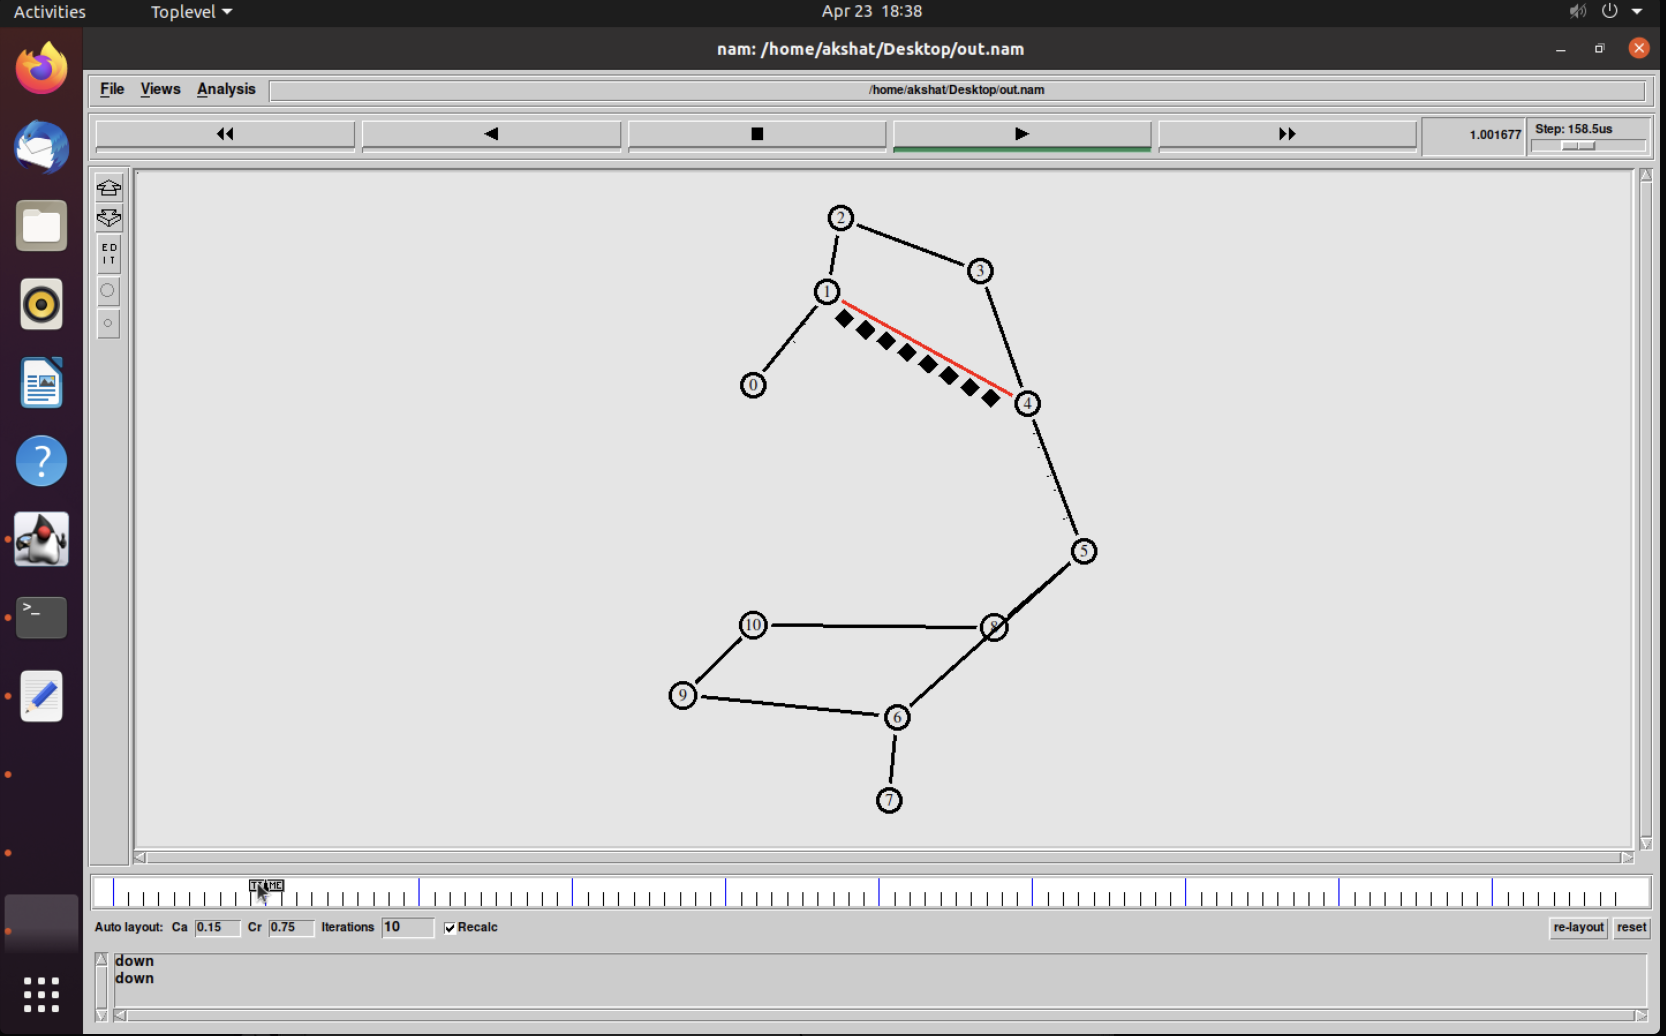 Activities
Toplevel
Apr 23 18:38
nam: /home/akshat/Desktop/out.nam
File Views Analysis
/home/akshat/Desktop/out.nam
1.001677
Step: 158.5us
ED
IT
2
3
1
0
4
5
10
8
9
6
7
TIME
Auto layout: Ca 0.15 Cr 0.75 Iterations 10 Recalc
re-layout reset
down
down
>_
?